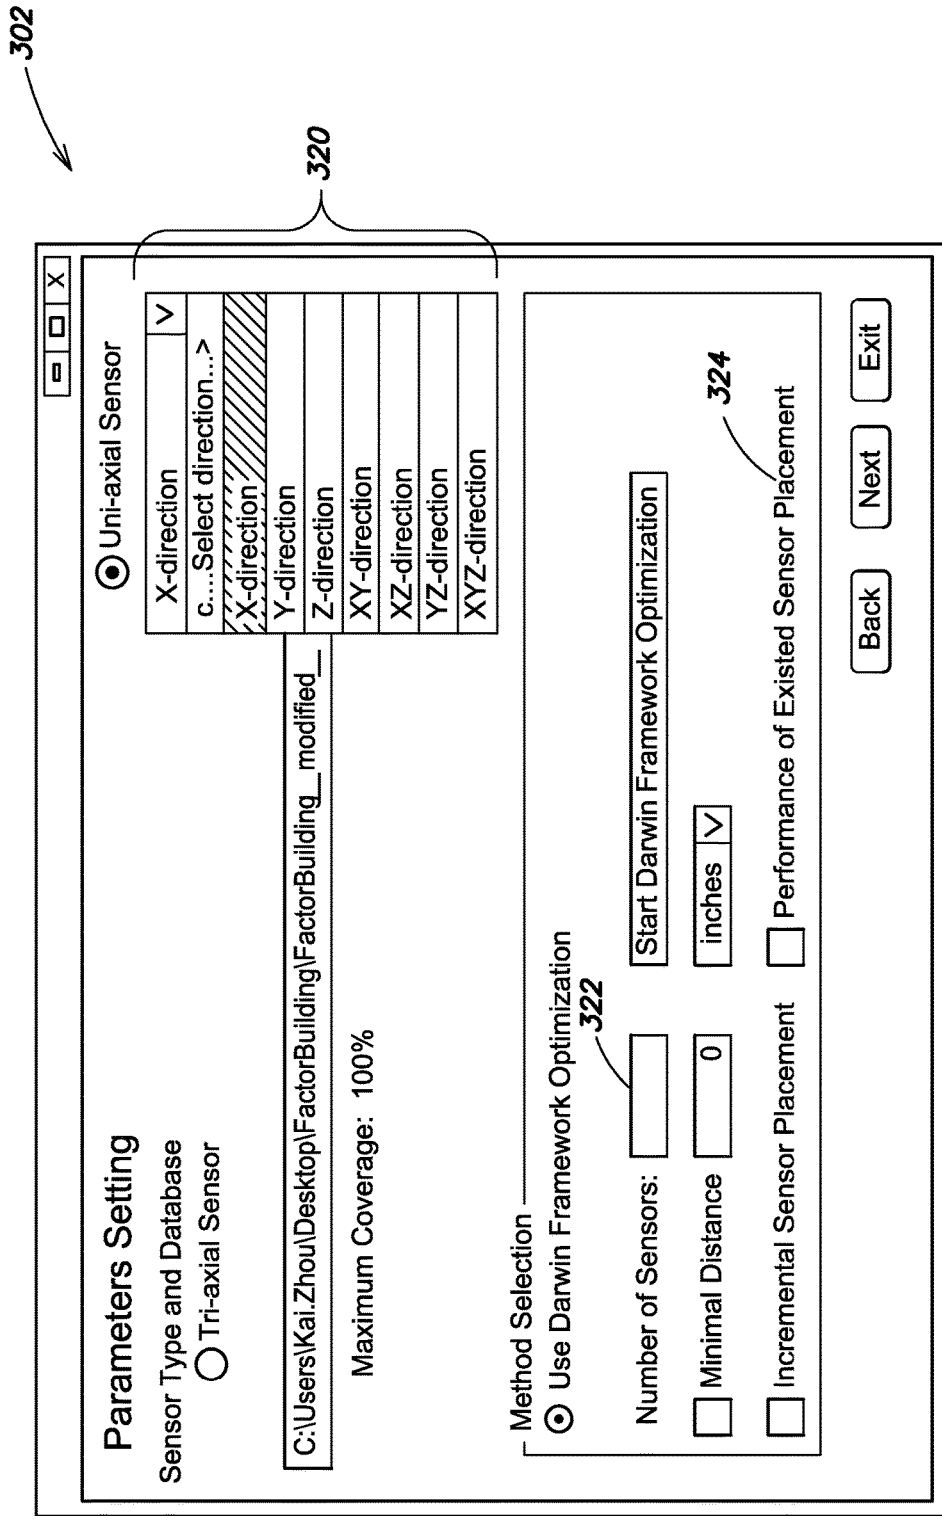 302
X
Parameters Setting
Sensor Type and Database
Tri-axial Sensor
Uni-axial Sensor
X-direction
c....Select direction...>
X-direction
Y-direction
Z-direction
XY-direction
XZ-direction
YZ-direction
XYZ-direction
320
C:\Users\Kai.Zhou\Desktop\FactorBuilding\FactorBuilding__modified__
Maximum Coverage: 100%
Method Selection
Use Darwin Framework Optimization
322
Number of Sensors:
Start Darwin Framework Optimization
Minimal Distance 0 inches
324
Incremental Sensor Placement
Performance of Existed Sensor Placement
Back Next Exit